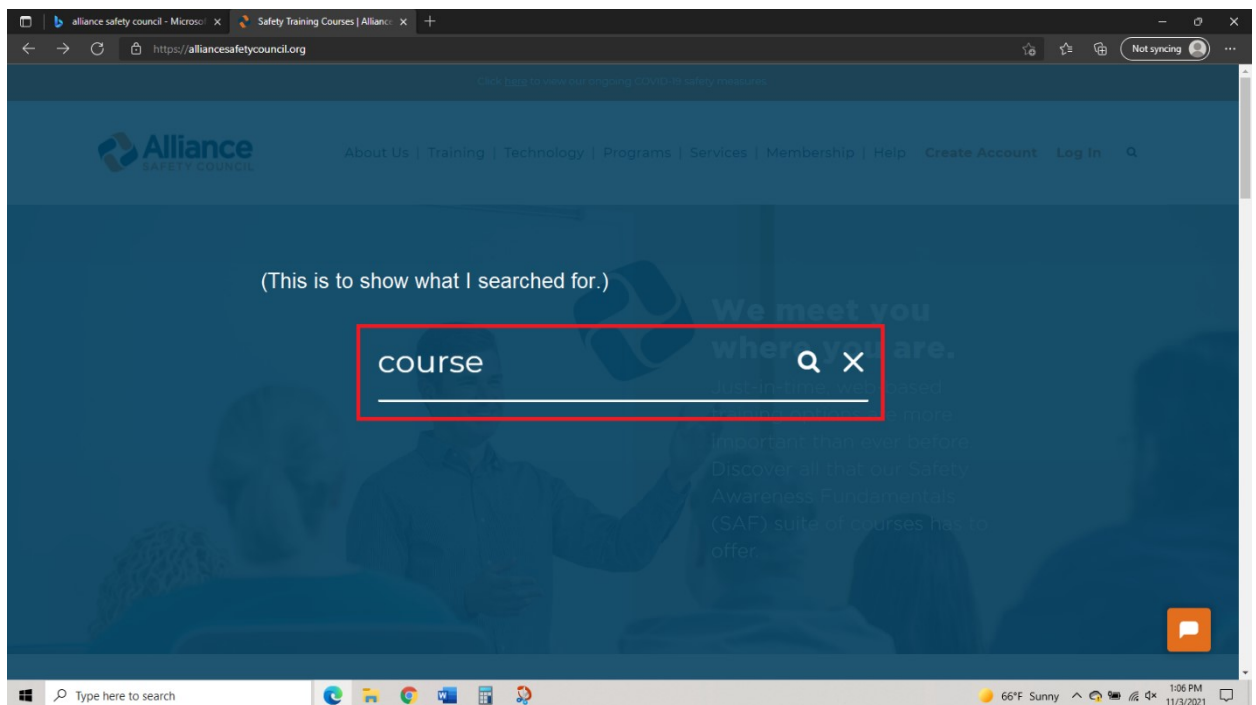 alliance safety council - Microsof
Safety Training Courses | Alliance
https://alliancesafetycouncil.org
Not syncing
Click here to view our ongoing COVID-19 safety measures.
Alliance
SAFETY COUNCIL
About Us | Training | Technology | Programs | Services | Membership | Help Create Account Log In
(This is to show what I searched for.)
We meet you
where you are.
course
Just-in-time, web-based
training options are more
important than ever before.
Discover all that our Safety
Awareness Fundamentals
(SAF) suite of courses has to
offer.
Type here to search
66°F Sunny
1:06 PM
11/3/2021